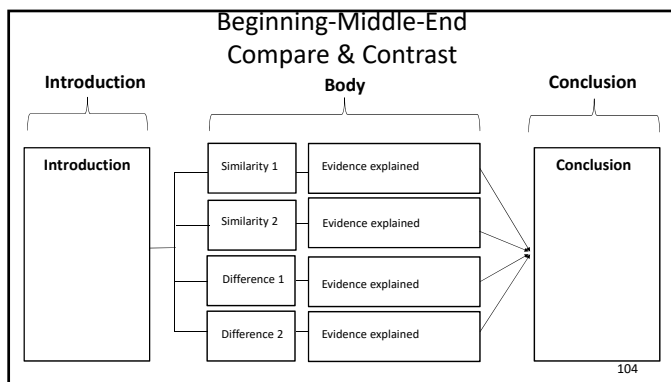 Beginning-Middle-End
Compare & Contrast
Introduction
Body
Conclusion
Introduction
Similarity 1
Evidence explained
Similarity 2
Evidence explained
Difference 1
Evidence explained
Difference 2
Evidence explained
Conclusion
104